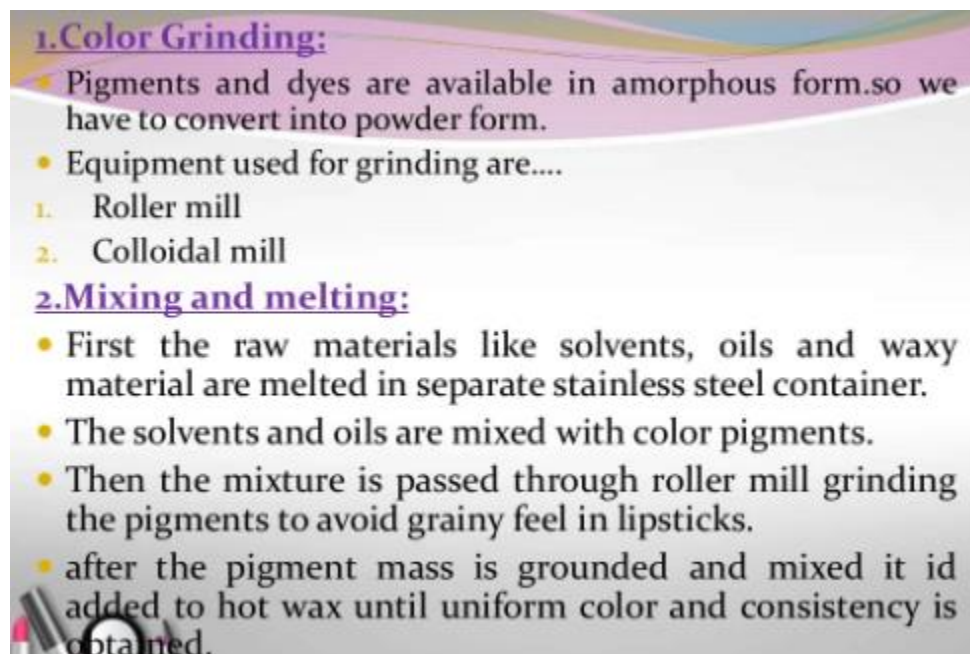 1.Color Grinding:
• Pigments and dyes are available in amorphous form.so we
have to convert into powder form.
• Equipment used for grinding are....
1. Roller mill
2. Colloidal mill
2.Mixing and melting:
• First the raw materials like solvents, oils and waxy
material are melted in separate stainless steel container.
• The solvents and oils are mixed with color pigments.
• Then the mixture is passed through roller mill grinding
the pigments to avoid grainy feel in lipsticks.
• after the pigment mass is grounded and mixed it id
added to hot wax until uniform color and consistency is
obtained.